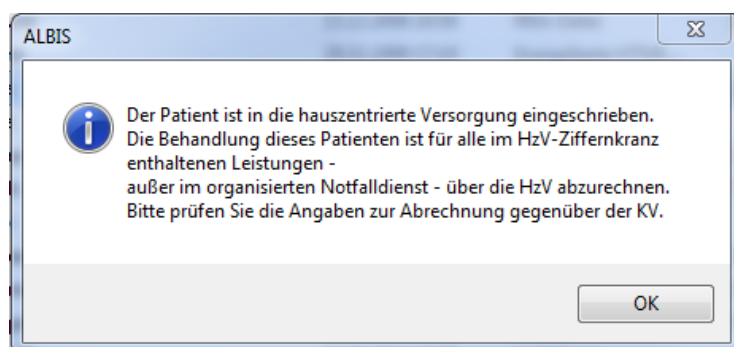 ALBIS
Der Patient ist in die hauszentrierte Versorgung eingeschrieben.
Die Behandlung dieses Patienten ist für alle im HzV-Ziffernkranz
enthaltenen Leistungen -
außer im organisierten Notfalldienst - über die HzV abzurechnen.
Bitte prüfen Sie die Angaben zur Abrechnung gegenüber der KV.
OK